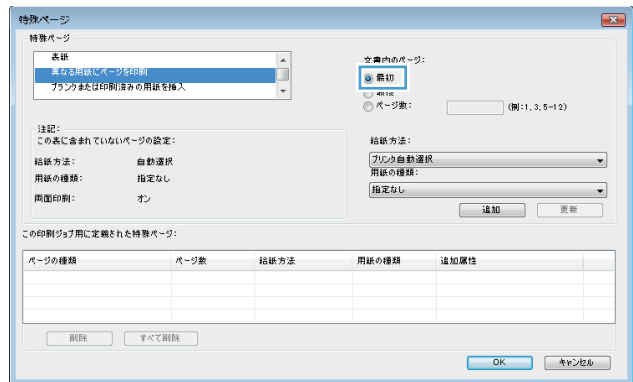 特殊ページ
特殊ページ
表紙
異なる用紙にページを印刷
ブランクまたは印刷済みの用紙を挿入
文書内のページ:
最初
ページ数:
(例:1,3,5-12)
注記:
この表に含まれていないページの設定:
給紙方法:
自動選択
用紙の種類:
指定なし
両面印刷:
オン
給紙方法:
プリンタ自動選択
用紙の種類:
指定なし
追加
更新
この印刷ジョブ用に定義された特殊ページ:
ページの種類 ページ数 給紙方法 用紙の種類 追加属性
削除
すべて削除
OK
キャンセル